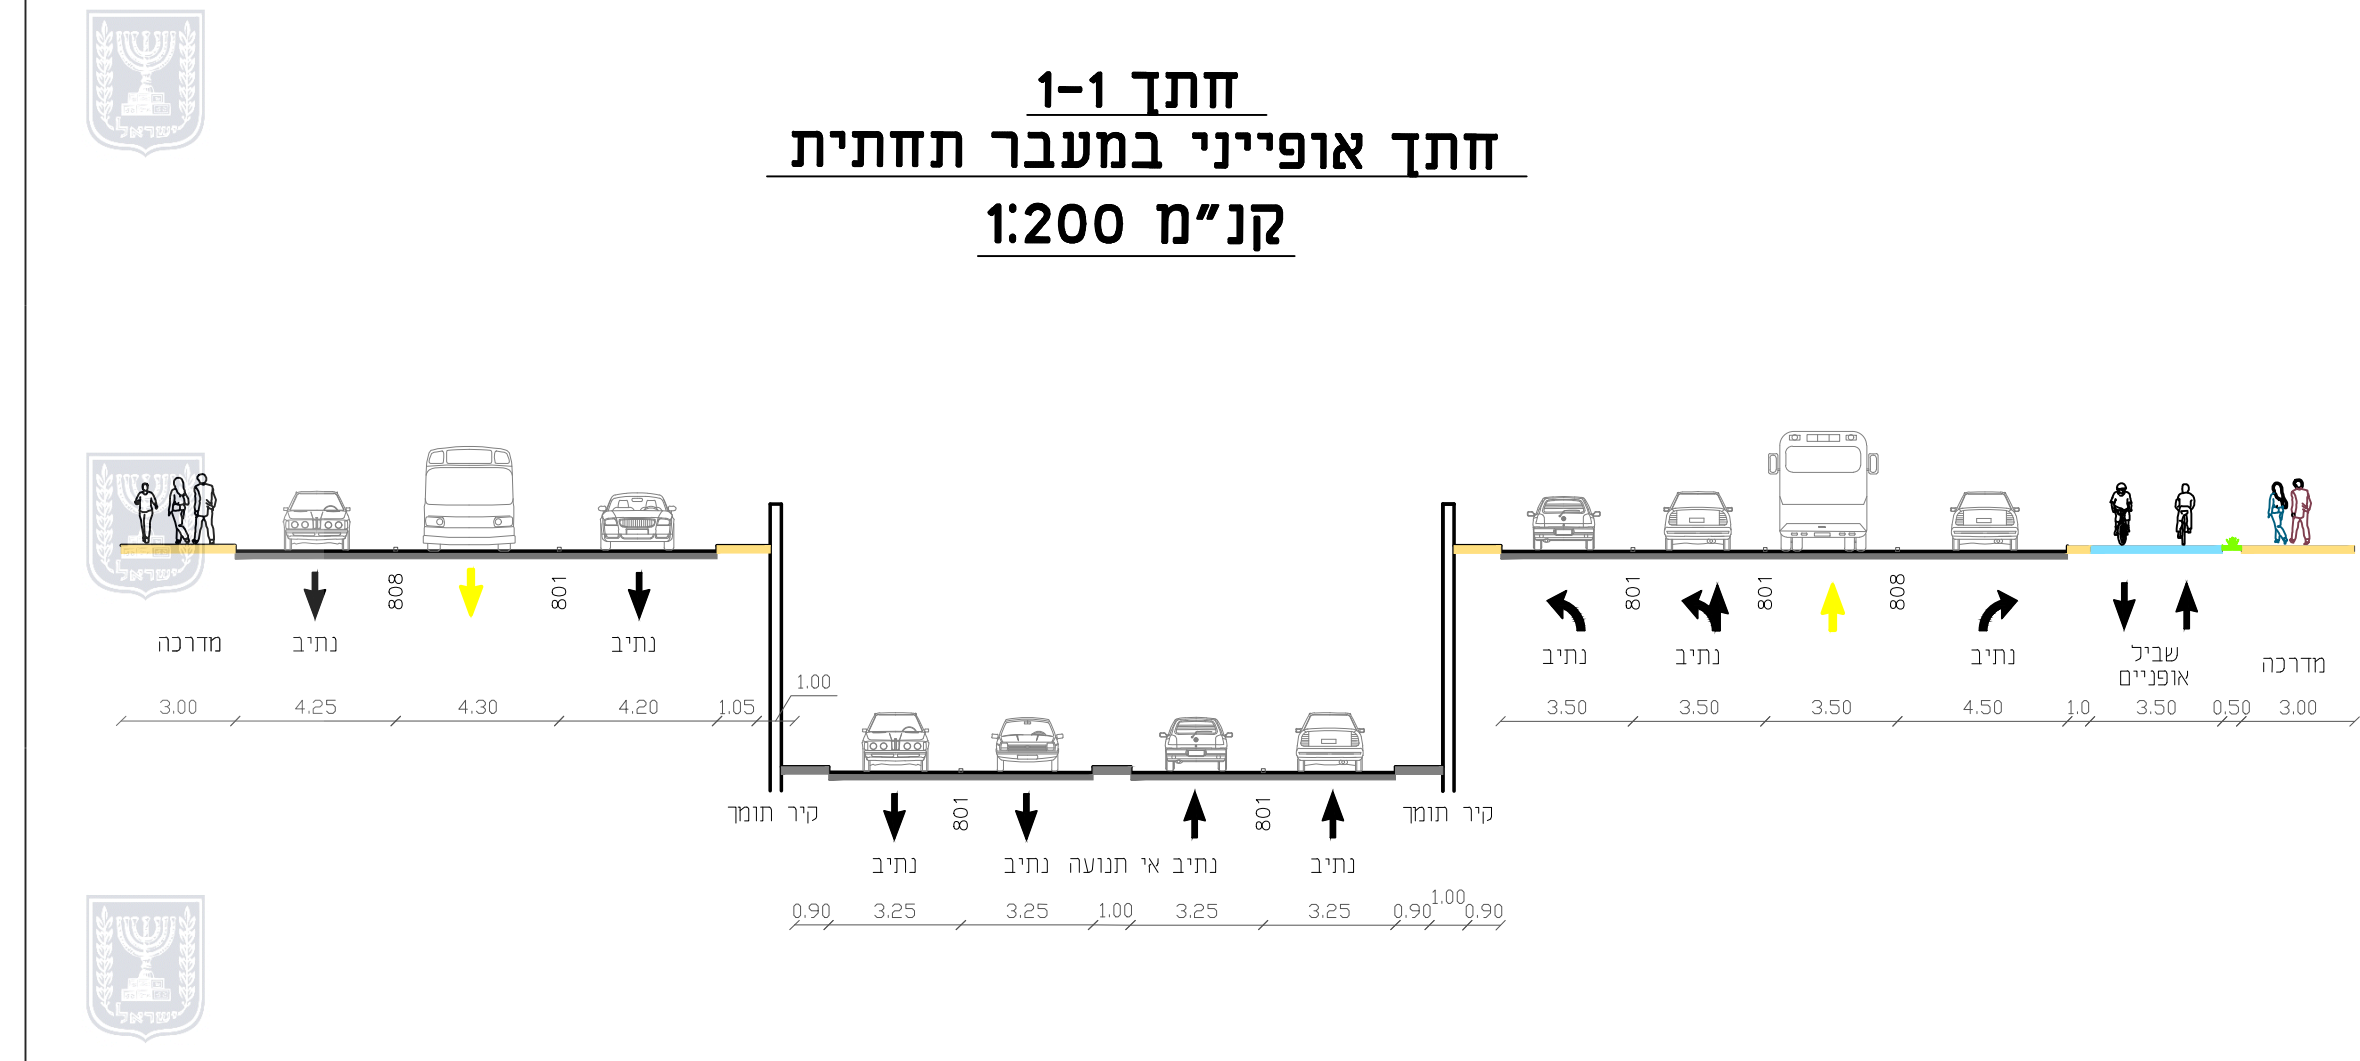 חתך 1-1
חתך אופייני במעבר תחתית
קנ"מ 1:200
ישראל
ישראל
ישראל
808
801
801
801
808
מדרכה
נתיב
נתיב
נתיב
נתיב
נתיב
שביל
אופניים
מדרכה
3.00
4.25
4.30
4.20
1.05
1.00
3.50
3.50
3.50
4.50
1.0
3.50
0.50
3.00
קיר תומך
801
801
קיר תומך
נתיב
נתיב
אי תנועה
נתיב
נתיב
0.90
3.25
3.25
1.00
3.25
3.25
0.90
1.00
0.90